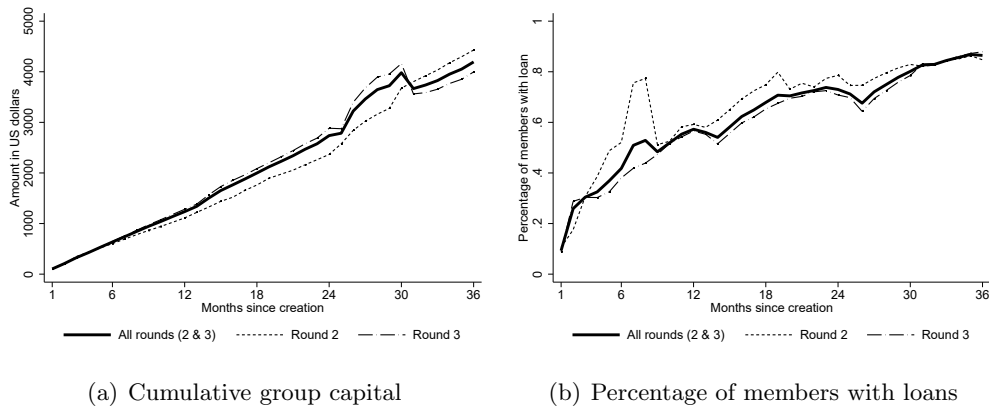 Amount in US dollars
5000
4000
3000
2000
1000
0
1 6 12 18 24 30 36
Months since creation
All rounds (2 & 3) Round 2 Round 3
(a) Cumulative group capital
Percentage of members with loan
1
.8
.6
.4
.2
0
1 6 12 18 24 30 36
Months since creation
All rounds (2 & 3) Round 2 Round 3
(b) Percentage of members with loans